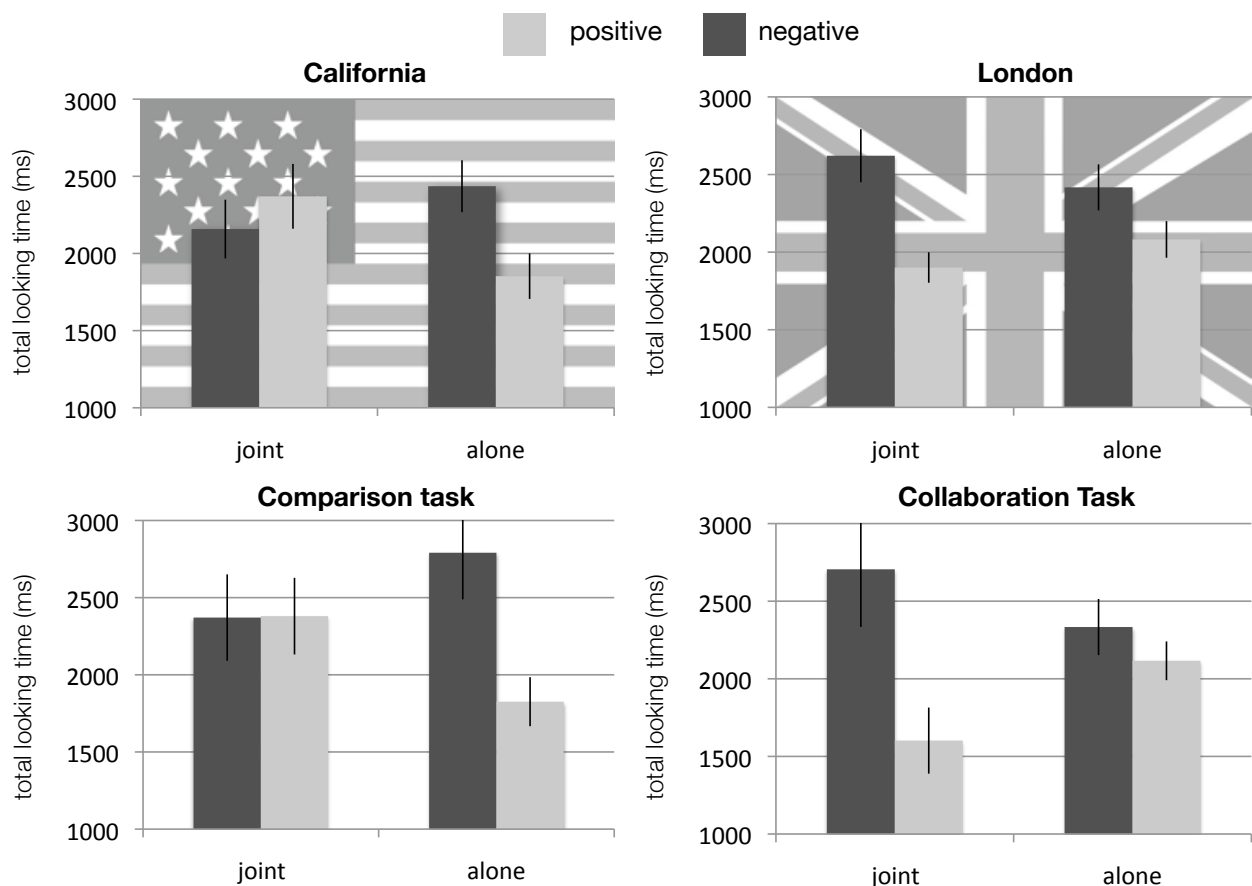 positive negative
California
total looking time (ms)
3000
2500
2000
1500
1000
joint alone
London
total looking time (ms)
3000
2500
2000
1500
1000
joint alone
Comparison task
total looking time (ms)
3000
2500
2000
1500
1000
joint alone
Collaboration Task
total looking time (ms)
3000
2500
2000
1500
1000
joint alone